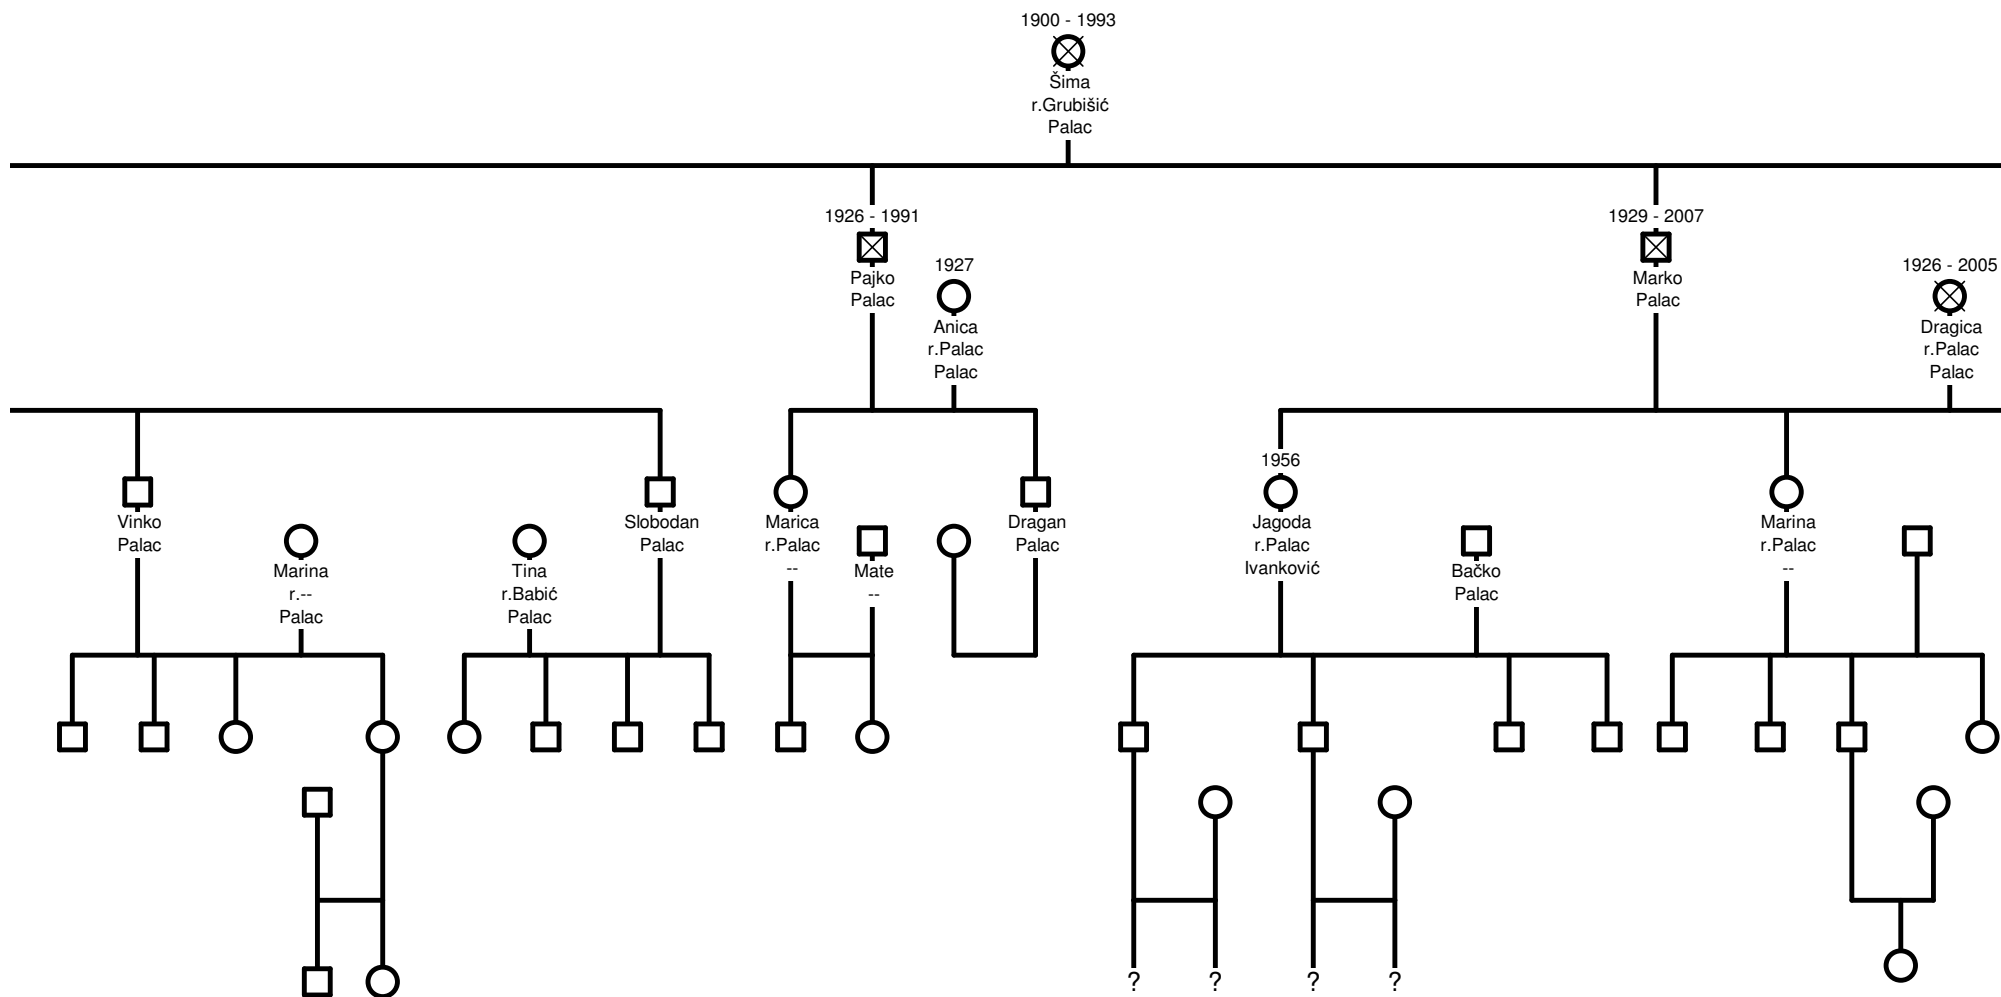 1900 - 1993
Šima
r.Grubišić
Palac
1926 - 1991
Pajko
Palac
1927
Anica
r.Palac
Palac
1929 - 2007
Marko
Palac
1926 - 2005
Dragica
r.Palac
Palac
Vinko
Palac
Marina
r.--
Palac
Tina
r.Babić
Palac
Slobodan
Palac
Marica
r.Palac
--
Mate
--
Dragan
Palac
1956
Jagoda
r.Palac
Ivanković
Bačko
Palac
Marina
r.Palac
--
?
?
?
?